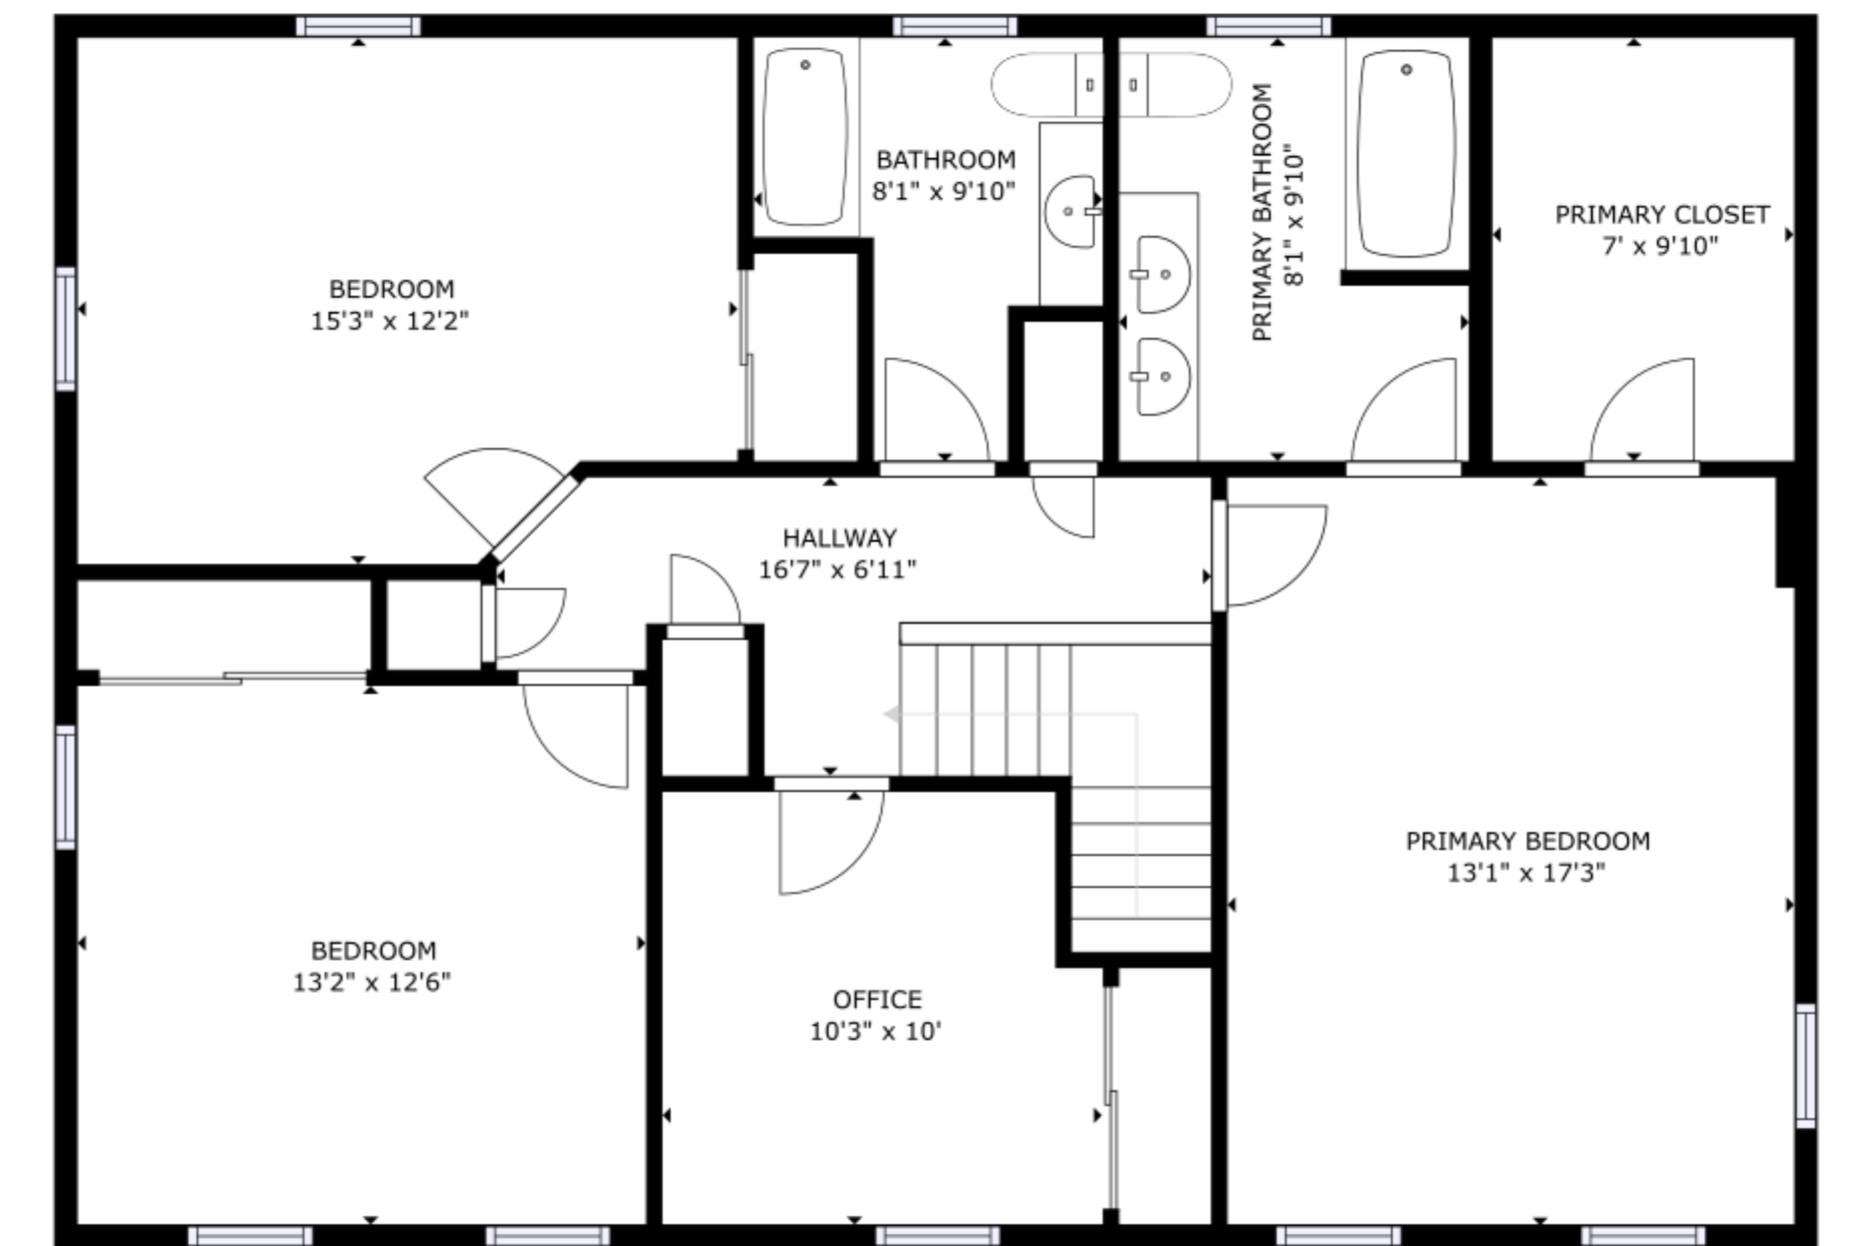 BATHROOM
8'1" x 9'10"
PRIMARY BATHROOM
8'1" x 9'10"
PRIMARY CLOSET
7' x 9'10"
BEDROOM
15'3" x 12'2"
HALLWAY
16'7" x 6'11"
PRIMARY BEDROOM
13'1" x 17'3"
BEDROOM
13'2" x 12'6"
OFFICE
10'3" x 10'